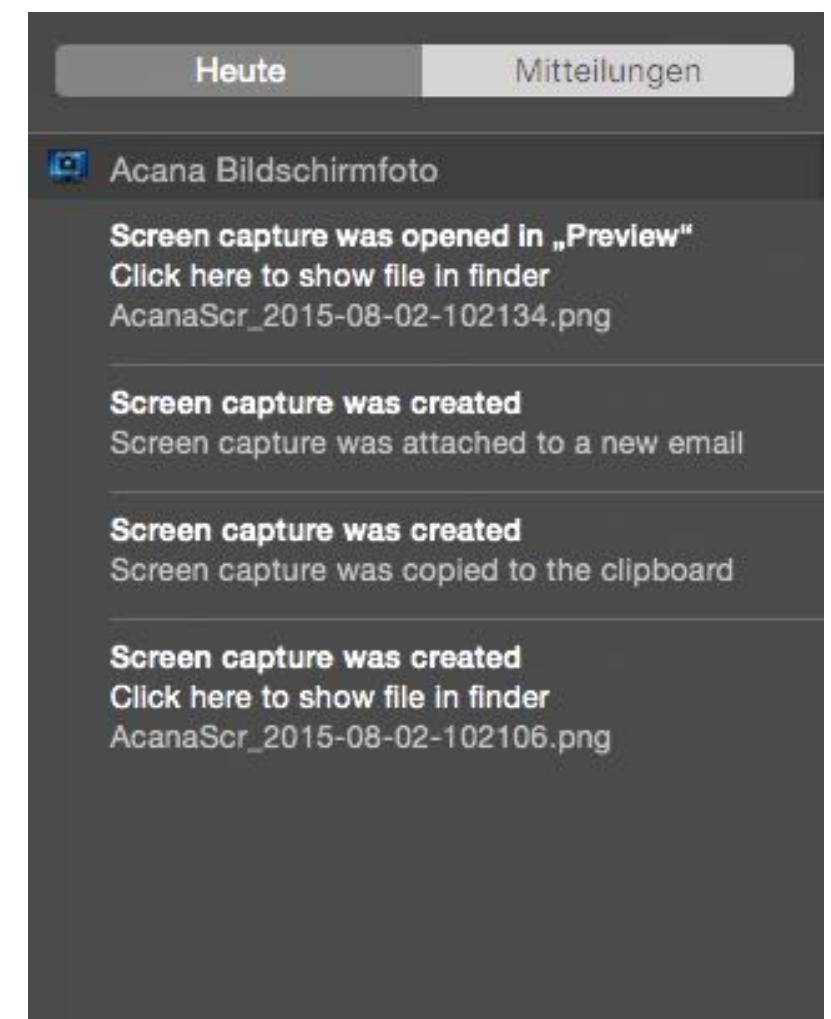 Heute
Mitteilungen
Acana Bildschirmfoto
Screen capture was opened in „Preview“
Click here to show file in finder
AcanaScr_2015-08-02-102134.png
Screen capture was created
Screen capture was attached to a new email
Screen capture was created
Screen capture was copied to the clipboard
Screen capture was created
Click here to show file in finder
AcanaScr_2015-08-02-102106.png